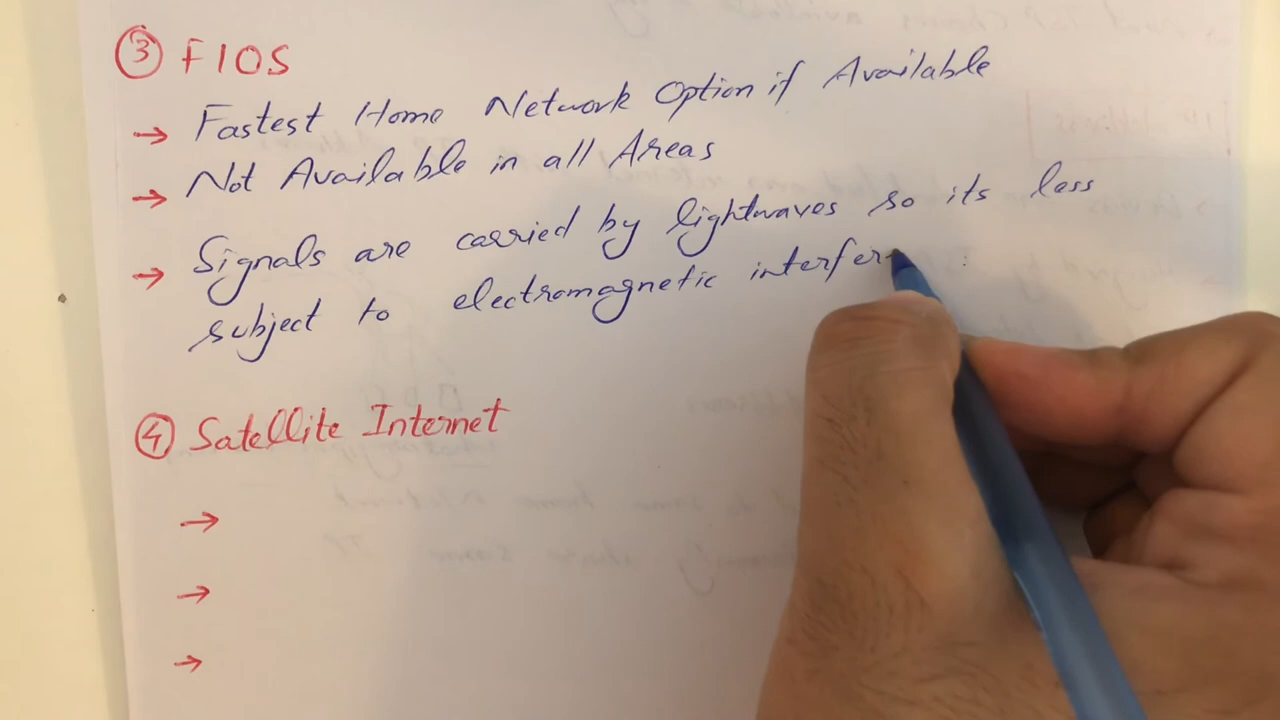 ③ FIOS
→ Fastest Home Network Option if Available
→ Not Available in all Areas
→ Signals are carried by lightwaves so its less
subject to electromagnetic interfer
④ Satellite Internet
→
→
→